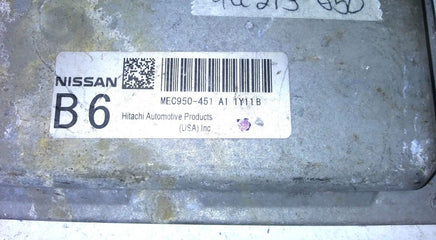 NISSAN
B6
MEC950-451 A1 1Y11B
Hitachi Automotive Products
(USA).Inc.